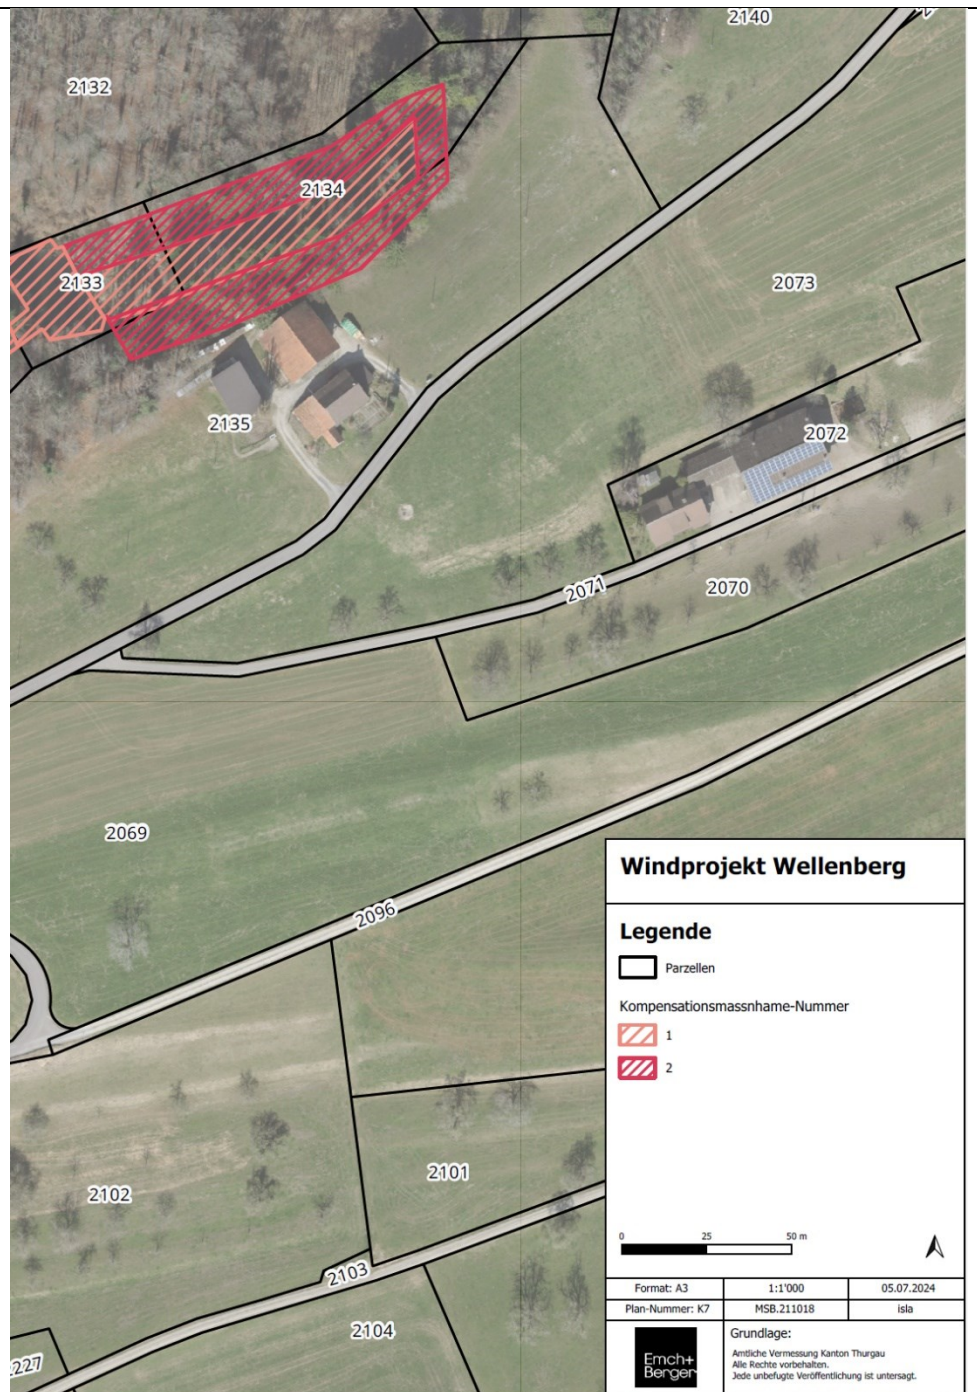 2140
2132
2134
2133
2073
2135
2072
2071
2070
2069
2096
2101
2102
2103
2104
2227
Windprojekt Wellenberg
Legende
Parzellen
Kompensationsmassnhame-Nummer
1
2
0 25 50 m
Format: A3 1:1'000 05.07.2024
Plan-Nummer: K7 MSB.211018 isla
Emch+
Berger
Grundlage:
Amtliche Vermessung Kanton Thurgau
Alle Rechte vorbehalten.
Jede unbefugte Veröffentlichung ist untersagt.